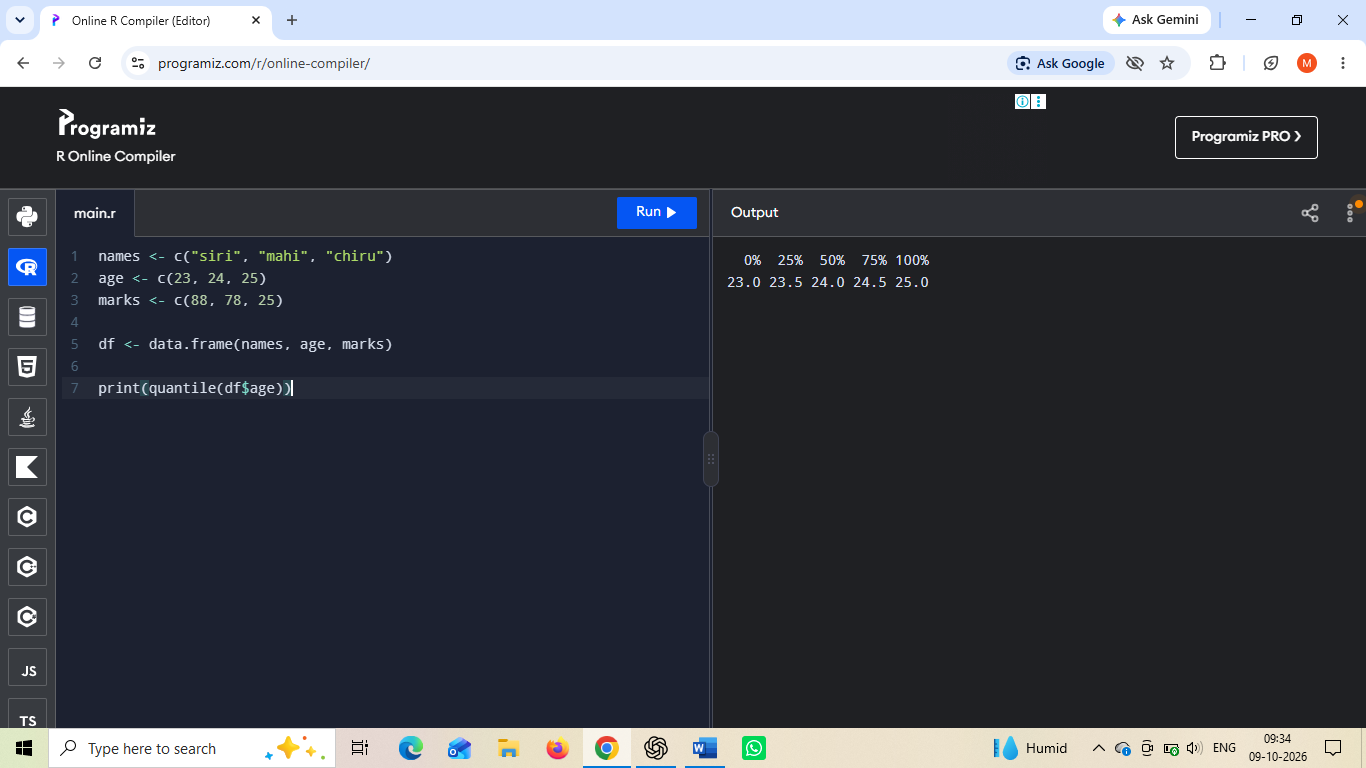 Online R Compiler (Editor)
Ask Gemini
programiz.com/r/online-compiler/
Ask Google
M
Programiz
R Online Compiler
Programiz PRO
main.r
Run
Output
1 names <- c("siri", "mahi", "chiru")
2 age <- c(23, 24, 25)
3 marks <- c(88, 78, 25)
4
5 df <- data.frame(names, age, marks)
6
7 print(quantile(df$age))
0% 25% 50% 75% 100%
23.0 23.5 24.0 24.5 25.0
R
5
C
C
C
JS
TS
Type here to search
Humid
ENG
09:34
09-10-2026